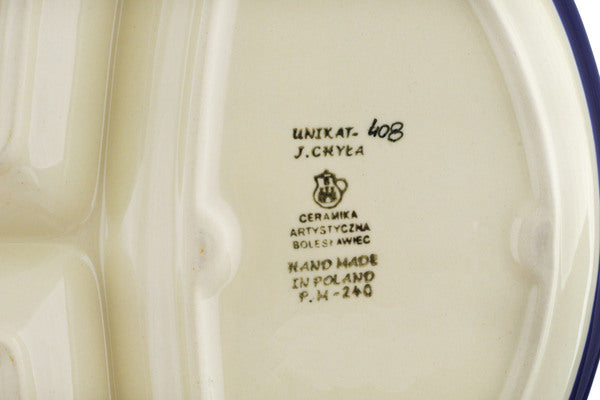 UNIKAT- 408
J. CHYŁA
CERAMIKA
ARTYSTYCZNA
BOLESŁAWIEC
HAND MADE
IN POLAND
P.M-240